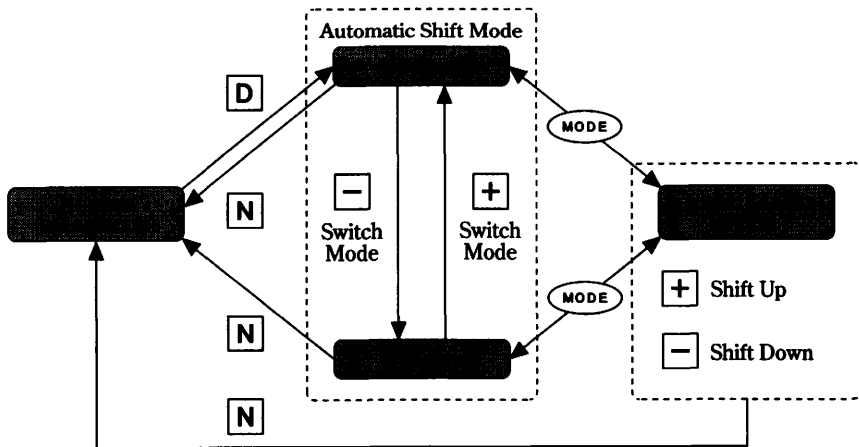 Automatic Shift Mode
D
MODE
N
−
Switch
Mode
+
Switch
Mode
MODE
+ Shift Up
N
− Shift Down
N